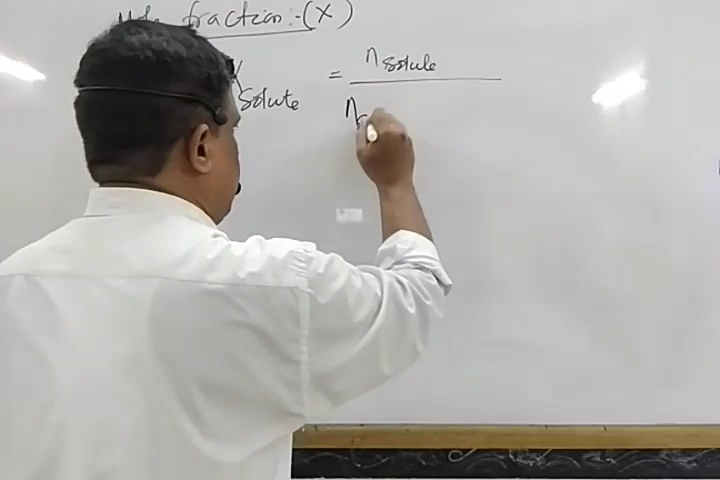 Mole fraction :- (X)
X solute = n solute
n